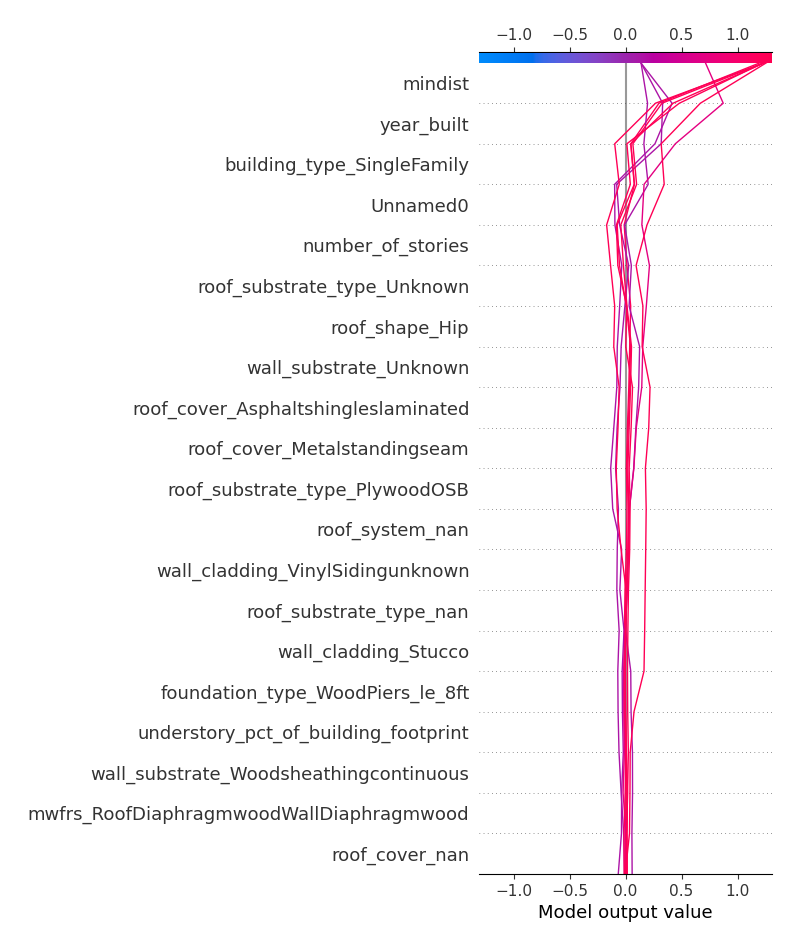 −1.0 −0.5 0.0 0.5 1.0
mindist
year_built
building_type_SingleFamily
Unnamed0
number_of_stories
roof_substrate_type_Unknown
roof_shape_Hip
wall_substrate_Unknown
roof_cover_Asphaltshingleslaminated
roof_cover_Metalstandingseam
roof_substrate_type_PlywoodOSB
roof_system_nan
wall_cladding_VinylSidingunknown
roof_substrate_type_nan
wall_cladding_Stucco
foundation_type_WoodPiers_le_8ft
understory_pct_of_building_footprint
wall_substrate_Woodsheathingcontinuous
mwfrs_RoofDiaphragmwoodWallDiaphragmwood
roof_cover_nan
−1.0 −0.5 0.0 0.5 1.0
Model output value